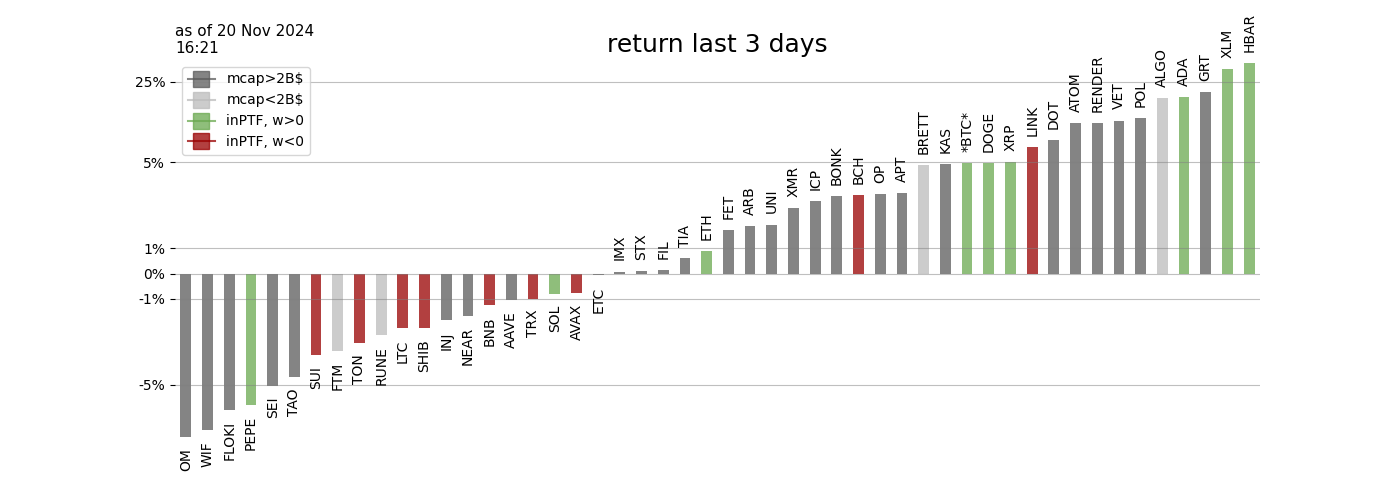 as of 20 Nov 2024
16:21
return last 3 days
mcap>2B$
mcap<2B$
inPTF, w>0
inPTF, w<0
25%
5%
1%
0%
-1%
-5%
OM
WIF
FLOKI
PEPE
SEI
TAO
SUI
FTM
TON
RUNE
LTC
SHIB
INJ
NEAR
BNB
AAVE
TRX
SOL
AVAX
ETC
IMX
STX
FIL
TIA
ETH
FET
ARB
UNI
XMR
ICP
BONK
BCH
OP
APT
BRETT
KAS
*BTC*
DOGE
XRP
LINK
DOT
ATOM
RENDER
VET
POL
ALGO
ADA
GRT
XLM
HBAR